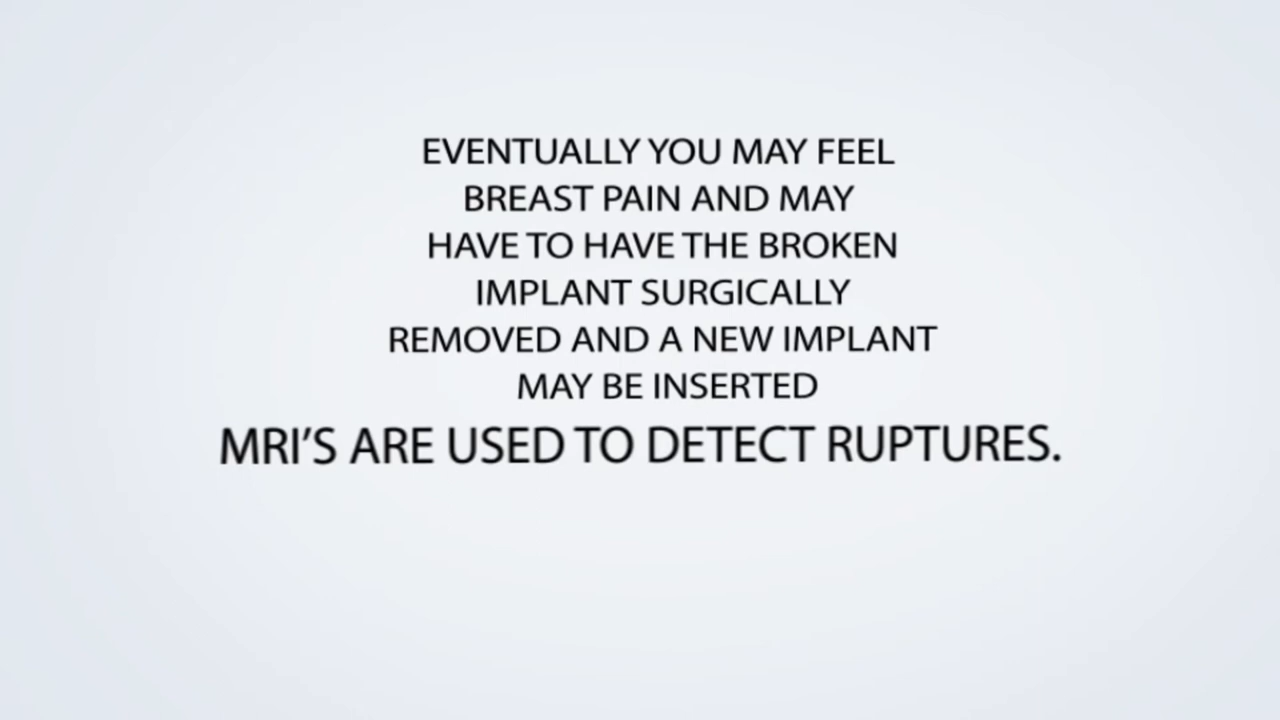 EVENTUALLY YOU MAY FEEL
BREAST PAIN AND MAY
HAVE TO HAVE THE BROKEN
IMPLANT SURGICALLY
REMOVED AND A NEW IMPLANT
MAY BE INSERTED
MRI'S ARE USED TO DETECT RUPTURES.